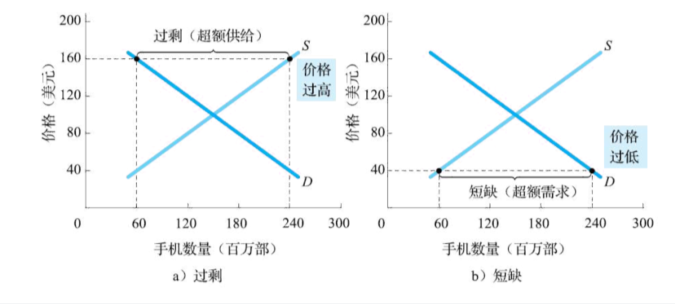 200
160
120
80
40
0
价格（美元）
过剩（超额供给）
S
价格
过高
D
60
120
180
240
300
手机数量（百万部）
a）过剩
200
160
120
80
40
0
价格（美元）
S
价格
过低
短缺（超额需求）
D
60
120
180
240
300
手机数量（百万部）
b）短缺